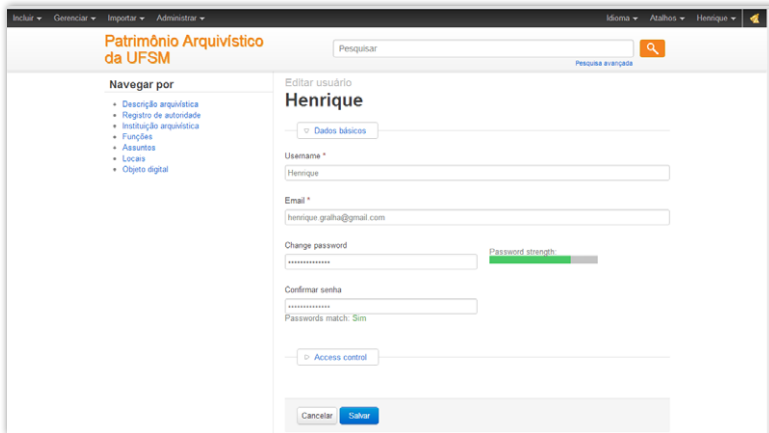 Incluir Gerenciar Importar Administrar Idioma Atalhos Henrique
Patrimônio Arquivístico
da UFSM
Pesquisar
Pesquisa avançada
Navegar por
Descrição arquivística
Registro de autoridade
Instituição arquivística
Funções
Assuntos
Locais
Objeto digital
Editar usuário
Henrique
Dados básicos
Username *
Henrique
Email *
henrique.gralha@gmail.com
Change password
••••••••••••••
Password strength:
Confirmar senha
••••••••••••••
Passwords match: Sim
Access control
Cancelar Salvar